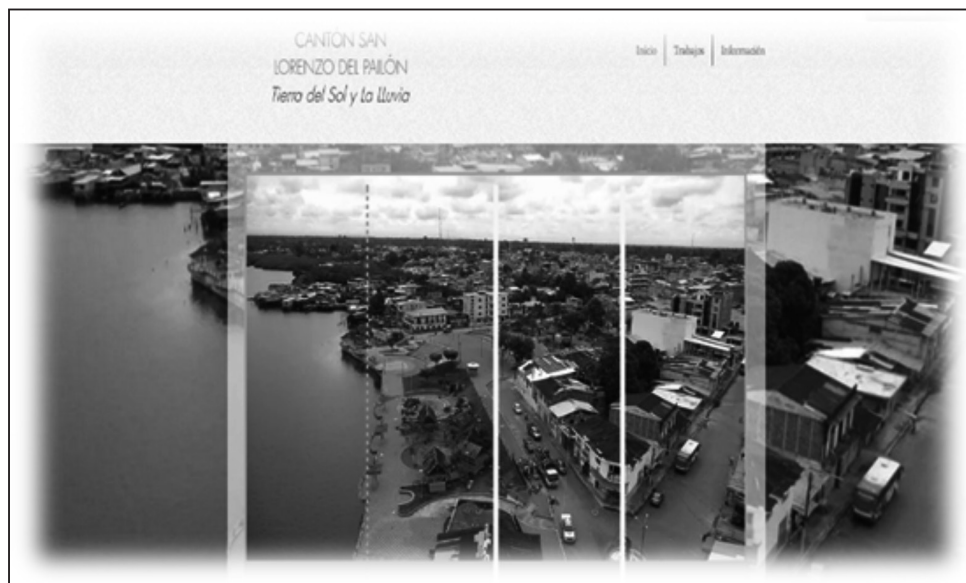 CANTON SAN
LORENZO DEL PAILÓN
Tierra del Sol y La Lluvia
Inicio
Trabajos
Información